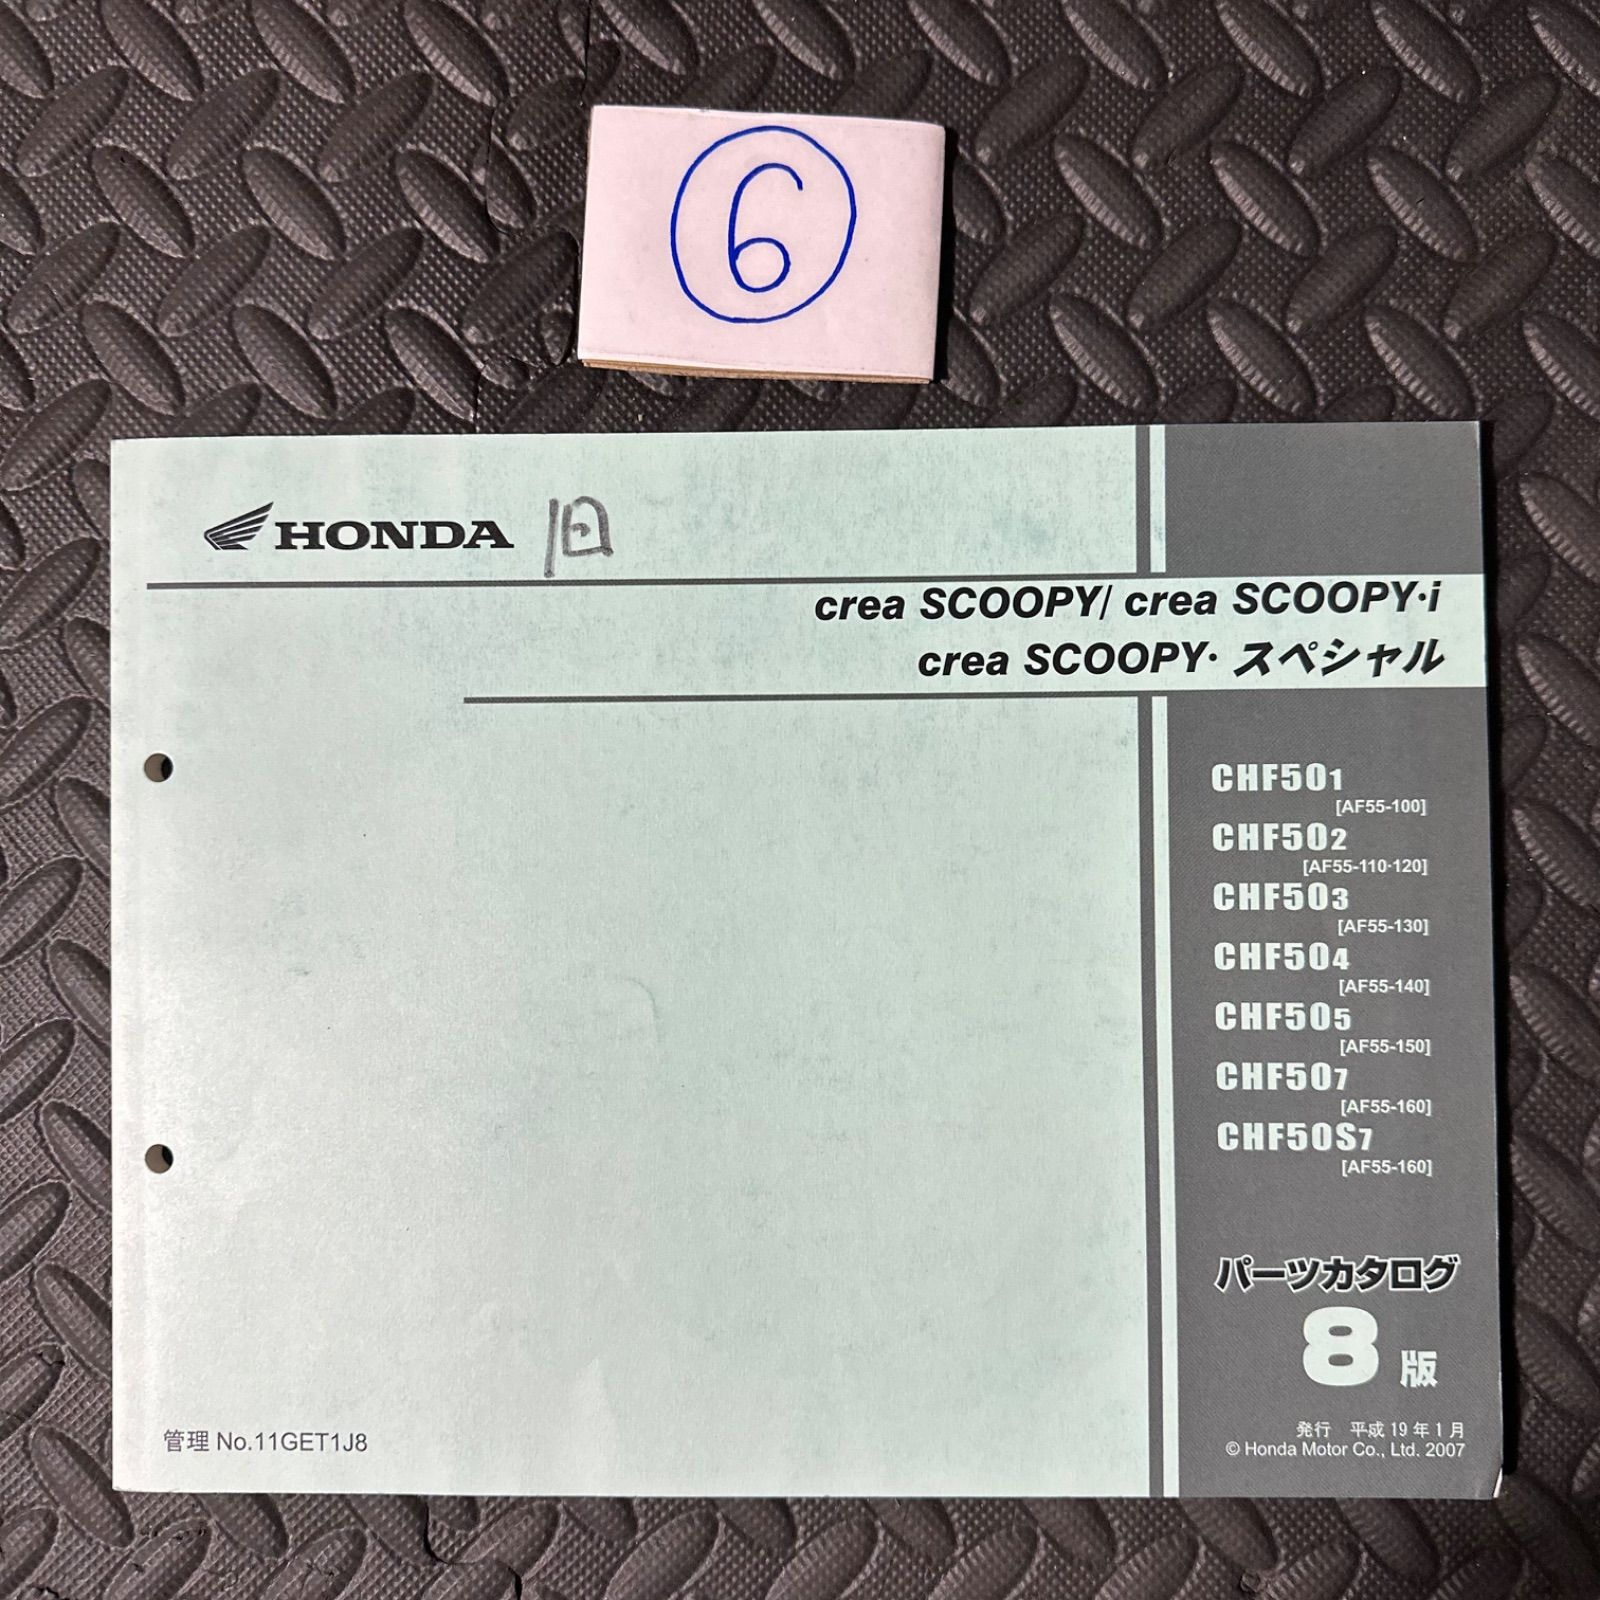 ⑥
HONDA 旧
crea SCOOPY/ crea SCOOPY·i
crea SCOOPY· スペシャル
CHF501
[AF55-100]
CHF502
[AF55-110·120]
CHF503
[AF55-130]
CHF504
[AF55-140]
CHF505
[AF55-150]
CHF507
[AF55-160]
CHF50S7
[AF55-160]
パーツカタログ
8版
発行 平成19年1月
© Honda Motor Co., Ltd. 2007
管理 No.11GET1J8